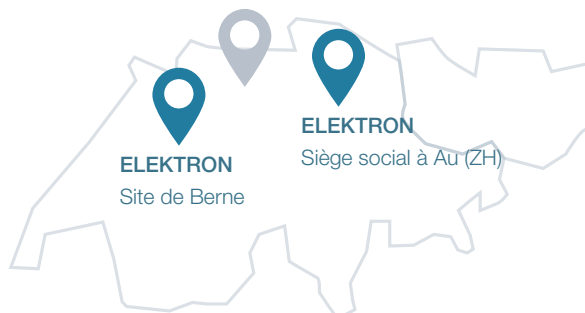 ELEKTRON
Site de Berne
ELEKTRON
Siège social à Au (ZH)